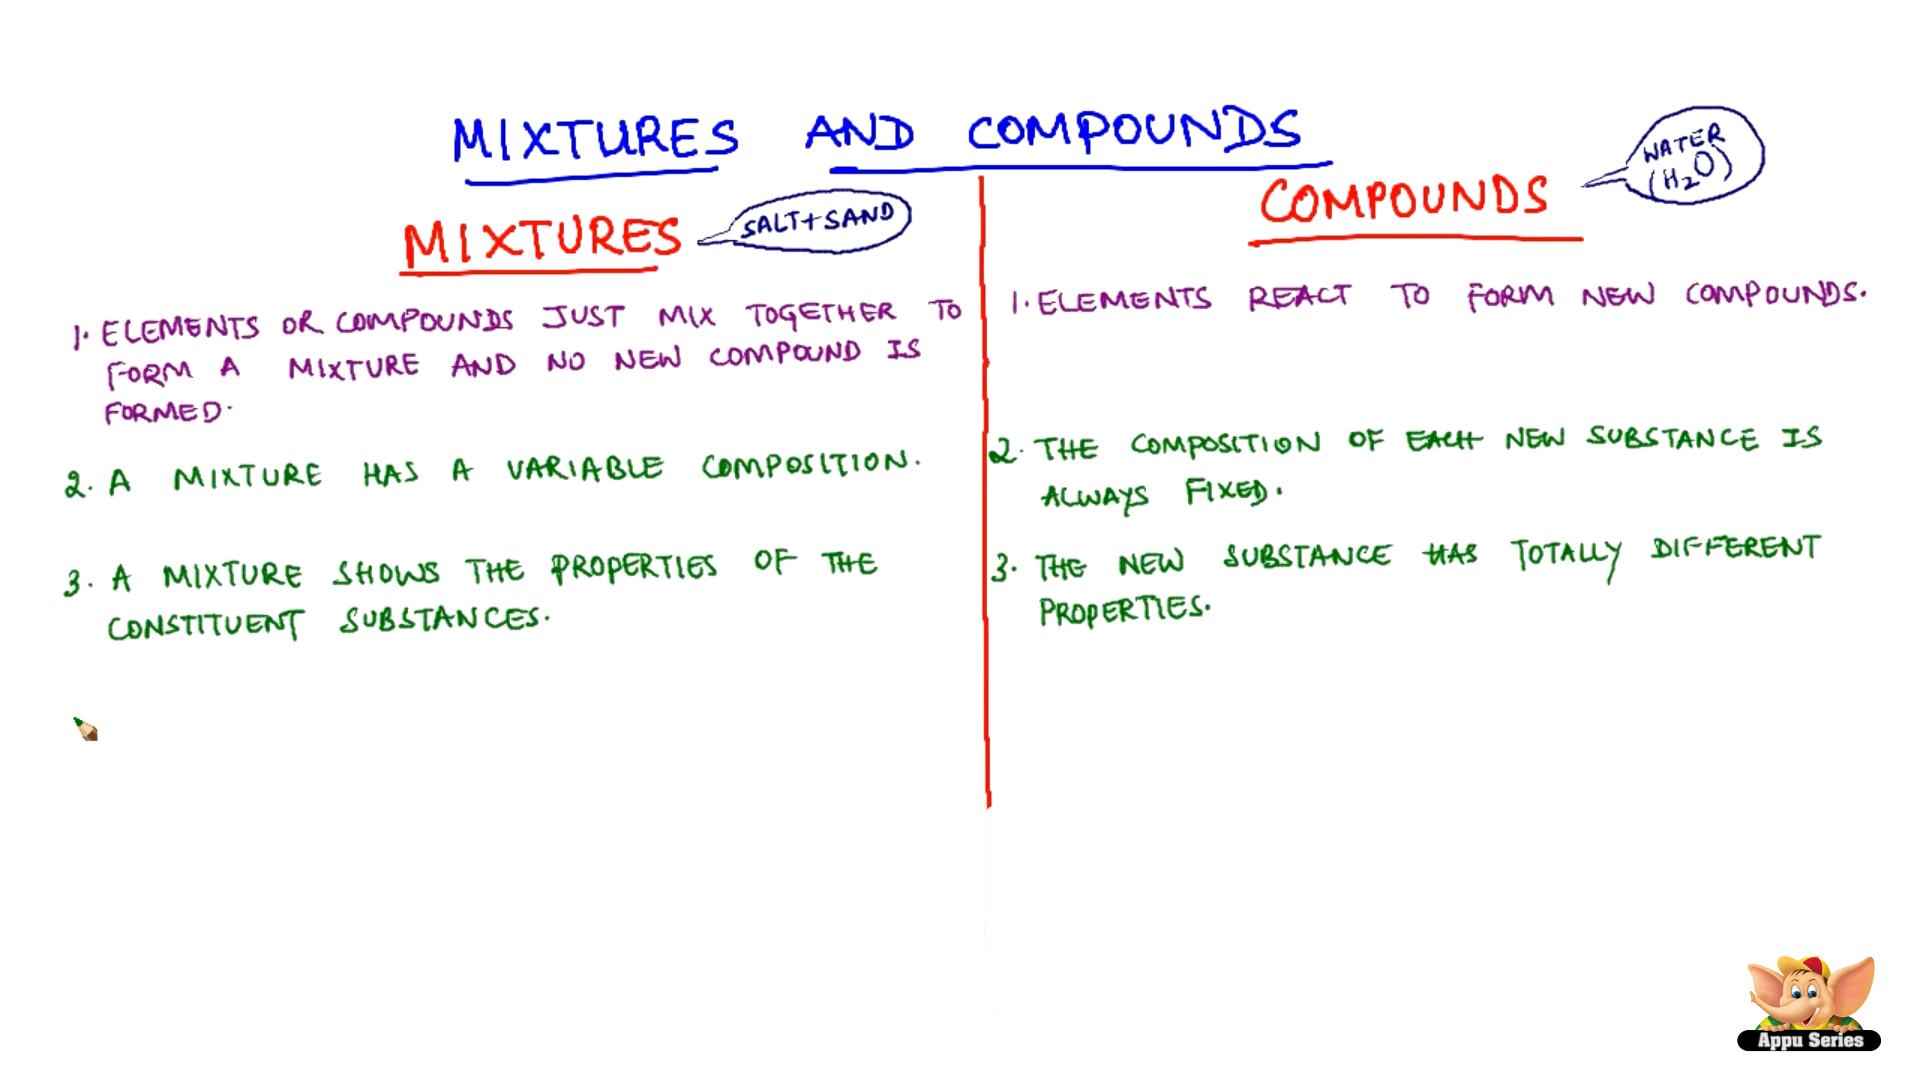 MIXTURES AND COMPOUNDS
MIXTURES
SALT+SAND
1. ELEMENTS OR COMPOUNDS JUST MIX TOGETHER TO
FORM A MIXTURE AND NO NEW COMPOUND IS
FORMED.
2. A MIXTURE HAS A VARIABLE COMPOSITION.
3. A MIXTURE SHOWS THE PROPERTIES OF THE
CONSTITUENT SUBSTANCES.
COMPOUNDS
WATER
(H₂O)
1. ELEMENTS REACT TO FORM NEW COMPOUNDS.
2. THE COMPOSITION OF EACH NEW SUBSTANCE IS
ALWAYS FIXED.
3. THE NEW SUBSTANCE HAS TOTALLY DIFFERENT
PROPERTIES.
Appu Series